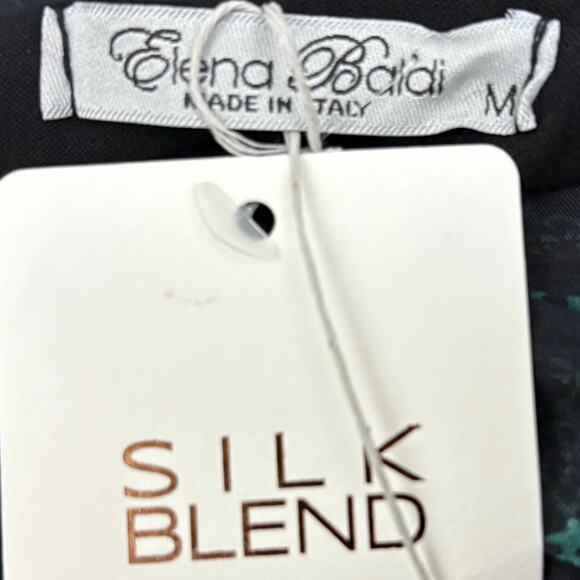 Elena Baldi
MADE IN ITALY
M
SILK
BLEND